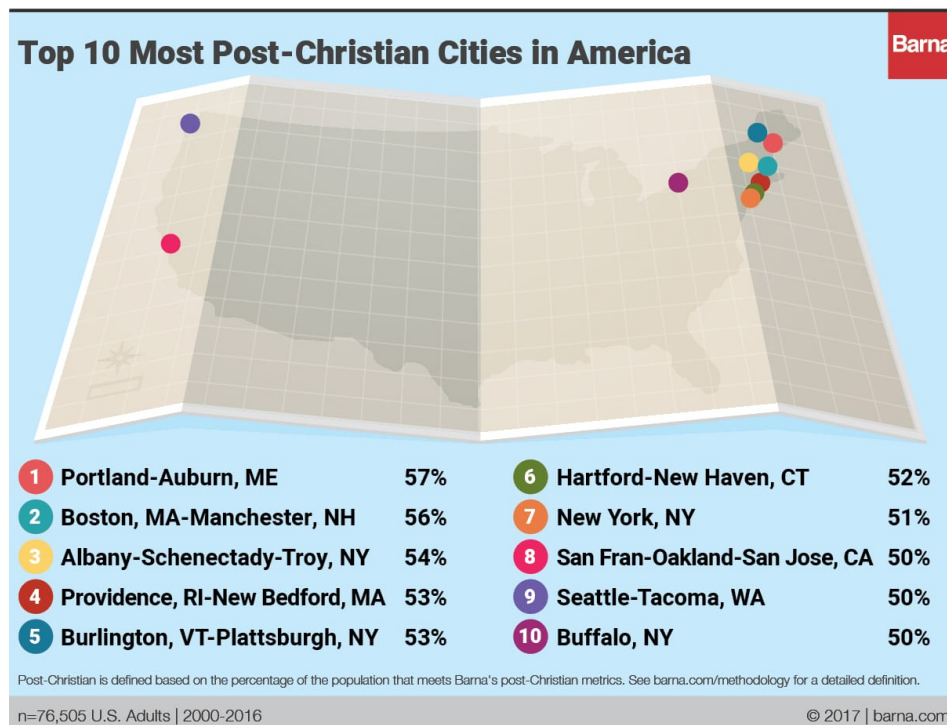 Top 10 Most Post-Christian Cities in America
Barna
1 Portland-Auburn, ME 57%
2 Boston, MA-Manchester, NH 56%
3 Albany-Schenectady-Troy, NY 54%
4 Providence, RI-New Bedford, MA 53%
5 Burlington, VT-Plattsburgh, NY 53%
6 Hartford-New Haven, CT 52%
7 New York, NY 51%
8 San Fran-Oakland-San Jose, CA 50%
9 Seattle-Tacoma, WA 50%
10 Buffalo, NY 50%
Post-Christian is defined based on the percentage of the population that meets Barna's post-Christian metrics. See barna.com/methodology for a detailed definition.
n=76,505 U.S. Adults | 2000-2016
© 2017 | barna.com